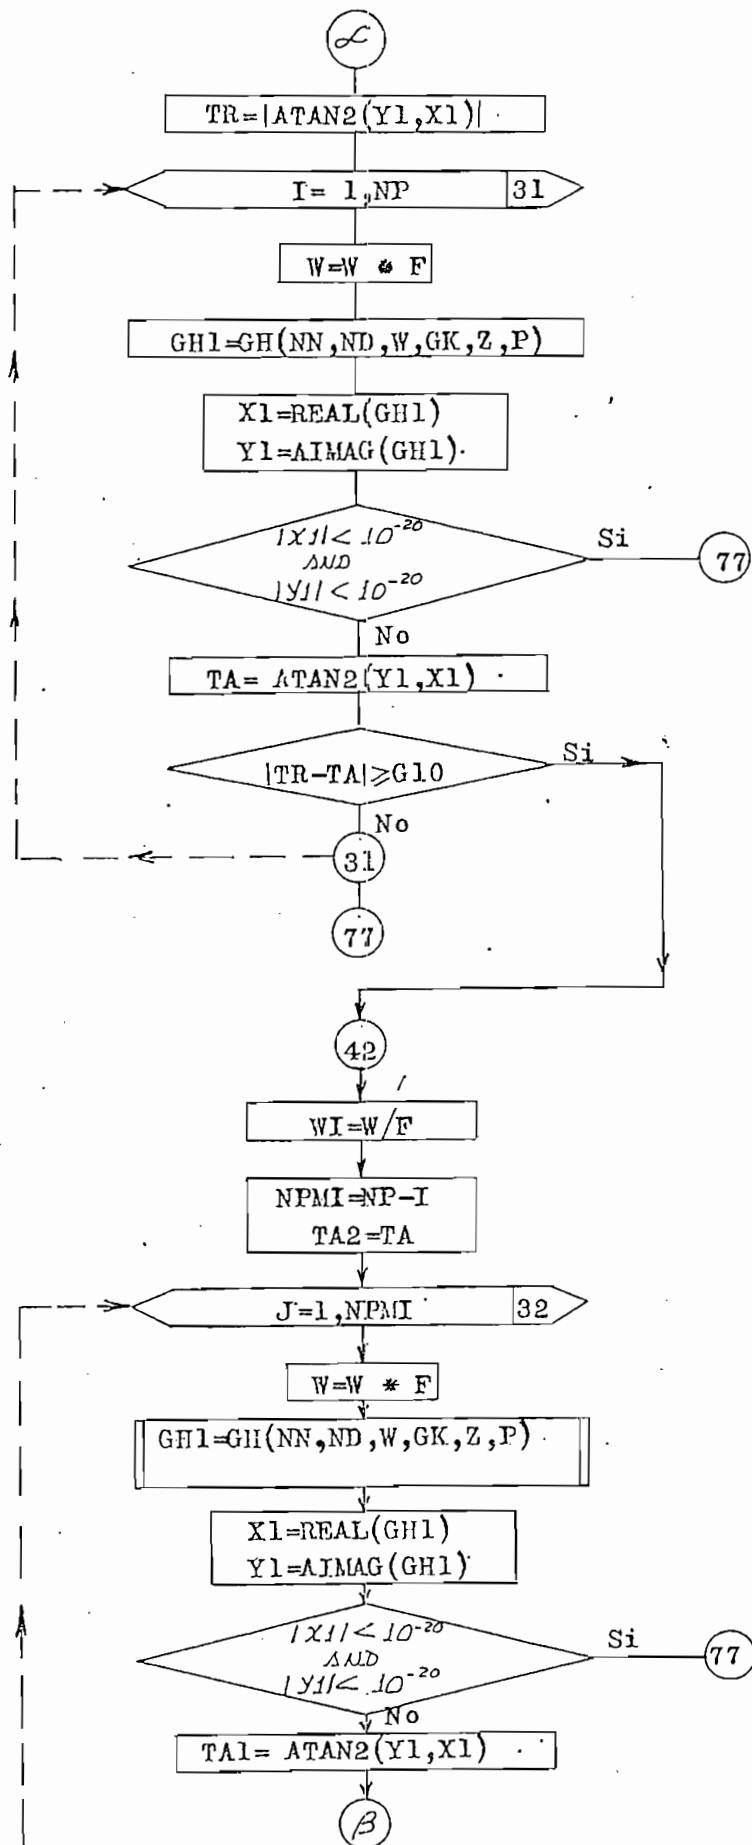 ∝
TR=|ATAN2(Y1,X1)|
I= 1,NP 31
W=W * F
GH1=GH(NN,ND,W,GK,Z,P)
X1=REAL(GH1)
Y1=AIMAG(GH1)
|X1|< 10⁻²⁰
AND
|Y1|< 10⁻²⁰
Si
77
No
TA= ATAN2(Y1,X1)
|TR-TA|≥G10
Si
No
31
77
42
WI=W/F
NPMI=NP-I
TA2=TA
J=1,NPMI 32
W=W * F
GH1=GH(NN,ND,W,GK,Z,P)
X1=REAL(GH1)
Y1=AIMAG(GH1)
|X1|< 10⁻²⁰
AND
|Y1|< 10⁻²⁰
Si
77
No
TA1= ATAN2(Y1,X1)
β